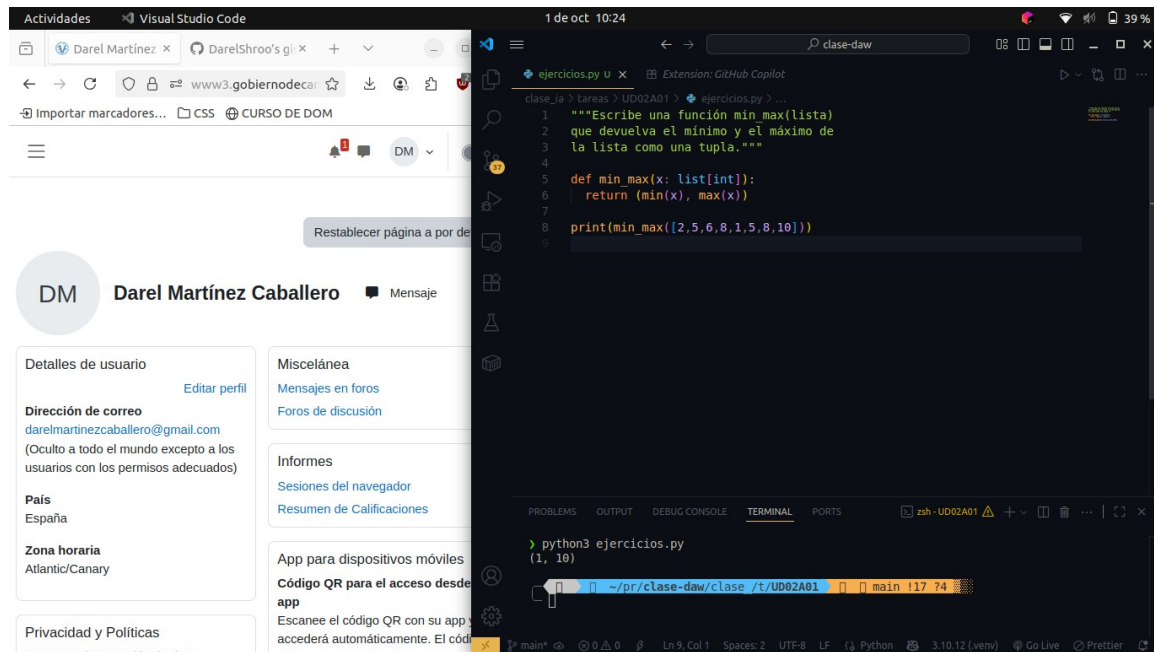 Actividades
Visual Studio Code
1 de oct 10:24
39 %
Darel Martínez
DarelShroo's gi
www3.gobiernodecan
Importar marcadores...
CSS
CURSO DE DOM
1
DM
Restablecer página a por de
DM
Darel Martínez Caballero
Mensaje
Detalles de usuario
Editar perfil
Dirección de correo
darelmartinezcaballero@gmail.com
(Oculto a todo el mundo excepto a los
usuarios con los permisos adecuados)
País
España
Zona horaria
Atlantic/Canary
Privacidad y Políticas
Miscelánea
Mensajes en foros
Foros de discusión
Informes
Sesiones del navegador
Resumen de Calificaciones
App para dispositivos móviles
Código QR para el acceso desde
app
Escanee el código QR con su app y
accederá automáticamente. El códi
clase-daw
ejercicios.py U
Extension: GitHub Copilot
clase_ia > tareas > UD02A01 > ejercicios.py > ...
37
1 """Escribe una función min_max(lista)
2 que devuelva el mínimo y el máximo de
3 la lista como una tupla."""
4
5 def min_max(x: list[int]):
6 return (min(x), max(x))
7
8 print(min_max([2,5,6,8,1,5,8,10]))
9
PROBLEMS OUTPUT DEBUG CONSOLE TERMINAL PORTS
zsh - UD02A01
❯ python3 ejercicios.py
(1, 10)
~/pr/clase-daw/clase_/t/UD02A01 main !17 ?4
main* 0 0 Ln 9, Col 1 Spaces: 2 UTF-8 LF Python 3.10.12 (.venv) Go Live Prettier